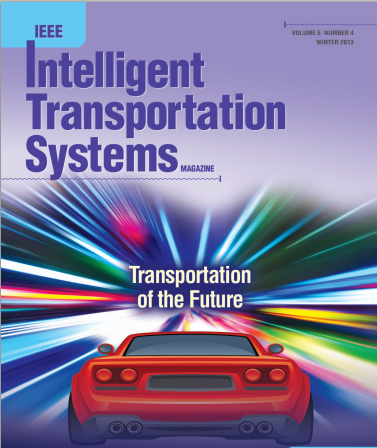 IEEE
VOLUME 5 NUMBER 4
WINTER 2013
Intelligent
Transportation
Systems MAGAZINE
Transportation
of the Future